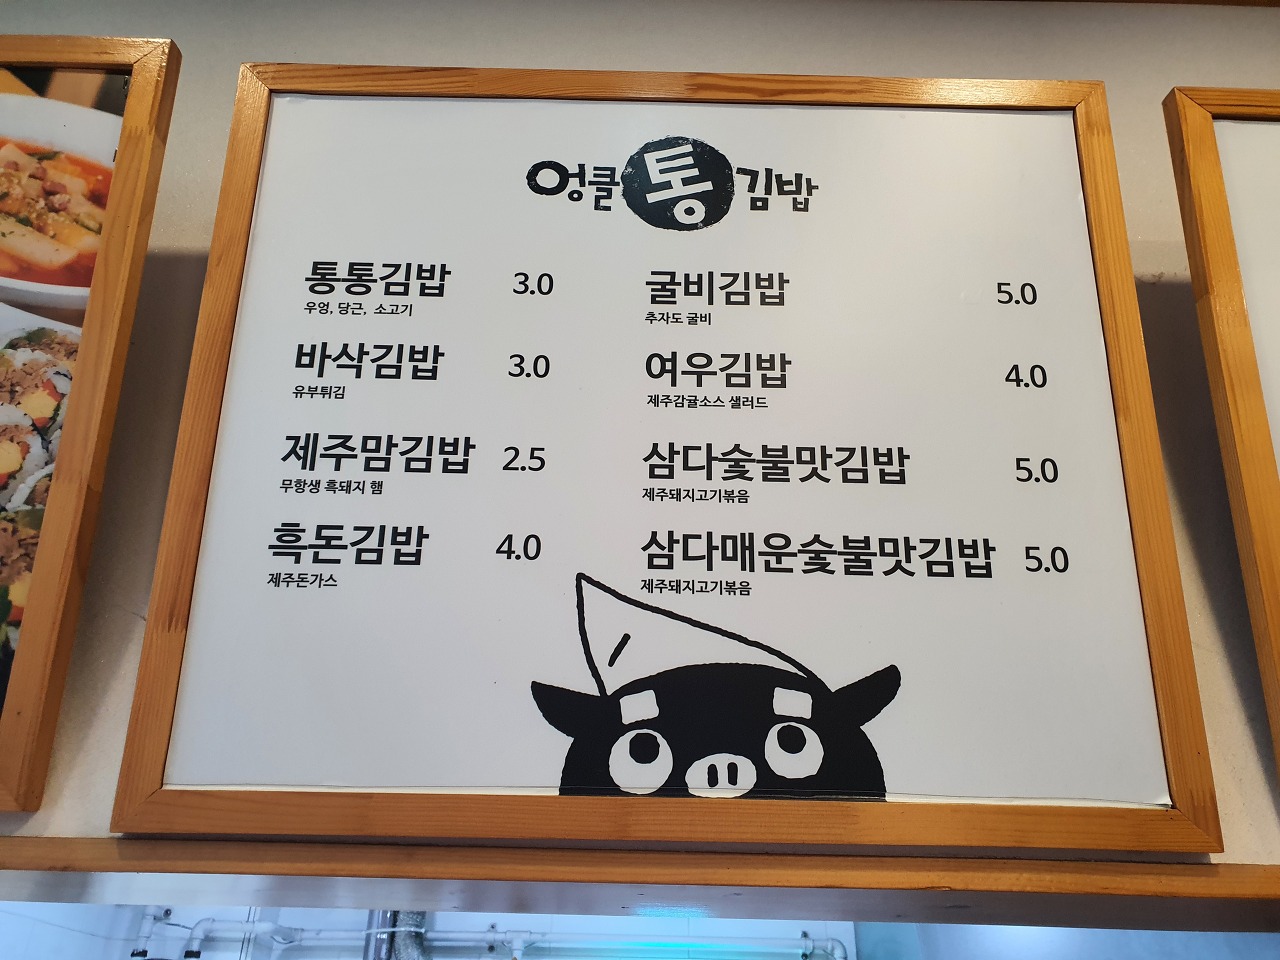 엉클통김밥
통통김밥 3.0
우엉, 당근, 소고기
바삭김밥 3.0
유부튀김
제주맘김밥 2.5
무항생 흑돼지 햄
흑돈김밥 4.0
제주돈가스
굴비김밥 5.0
추자도 굴비
여우김밥 4.0
제주감귤소스 샐러드
삼다숯불맛김밥 5.0
제주돼지고기볶음
삼다매운숯불맛김밥 5.0
제주돼지고기볶음